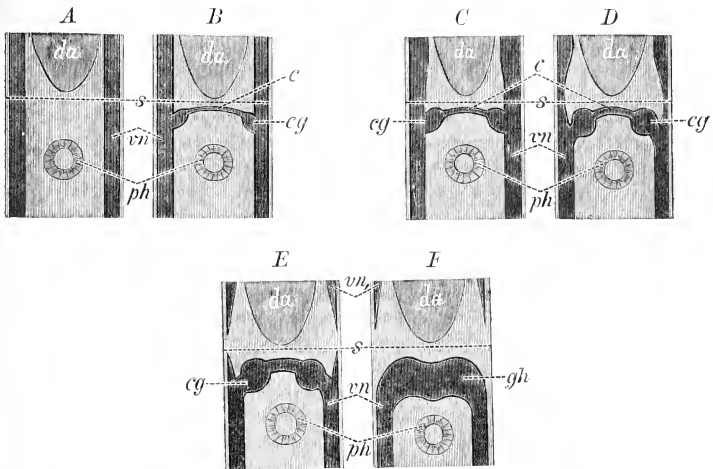 A B C D
da da da da
c c
s s
cg cg cg
vn vn
ph ph
E F
vn,
da da
s
cg gh
vn
ph